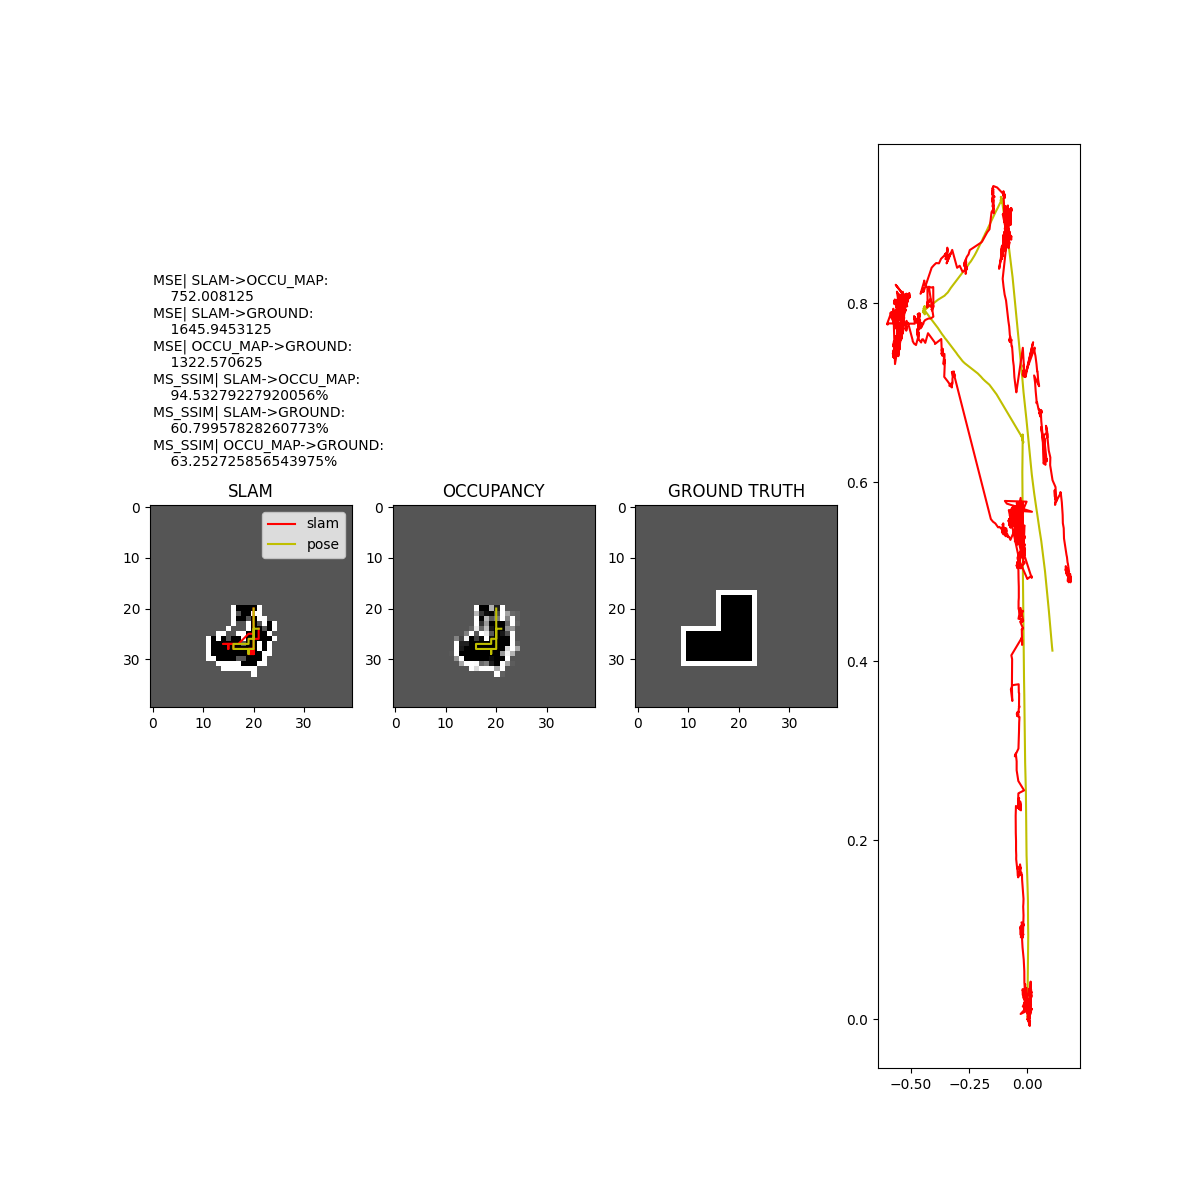 MSE| SLAM->OCCU_MAP:
752.008125
MSE| SLAM->GROUND:
1645.9453125
MSE| OCCU_MAP->GROUND:
1322.570625
MS_SSIM| SLAM->OCCU_MAP:
94.53279227920056%
MS_SSIM| SLAM->GROUND:
60.79957828260773%
MS_SSIM| OCCU_MAP->GROUND:
63.252725856543975%
SLAM
slam
pose
0
10
20
30
0 10 20 30
OCCUPANCY
0
10
20
30
0 10 20 30
GROUND TRUTH
0
10
20
30
0 10 20 30
0.8
0.6
0.4
0.2
0.0
−0.50 −0.25 0.00